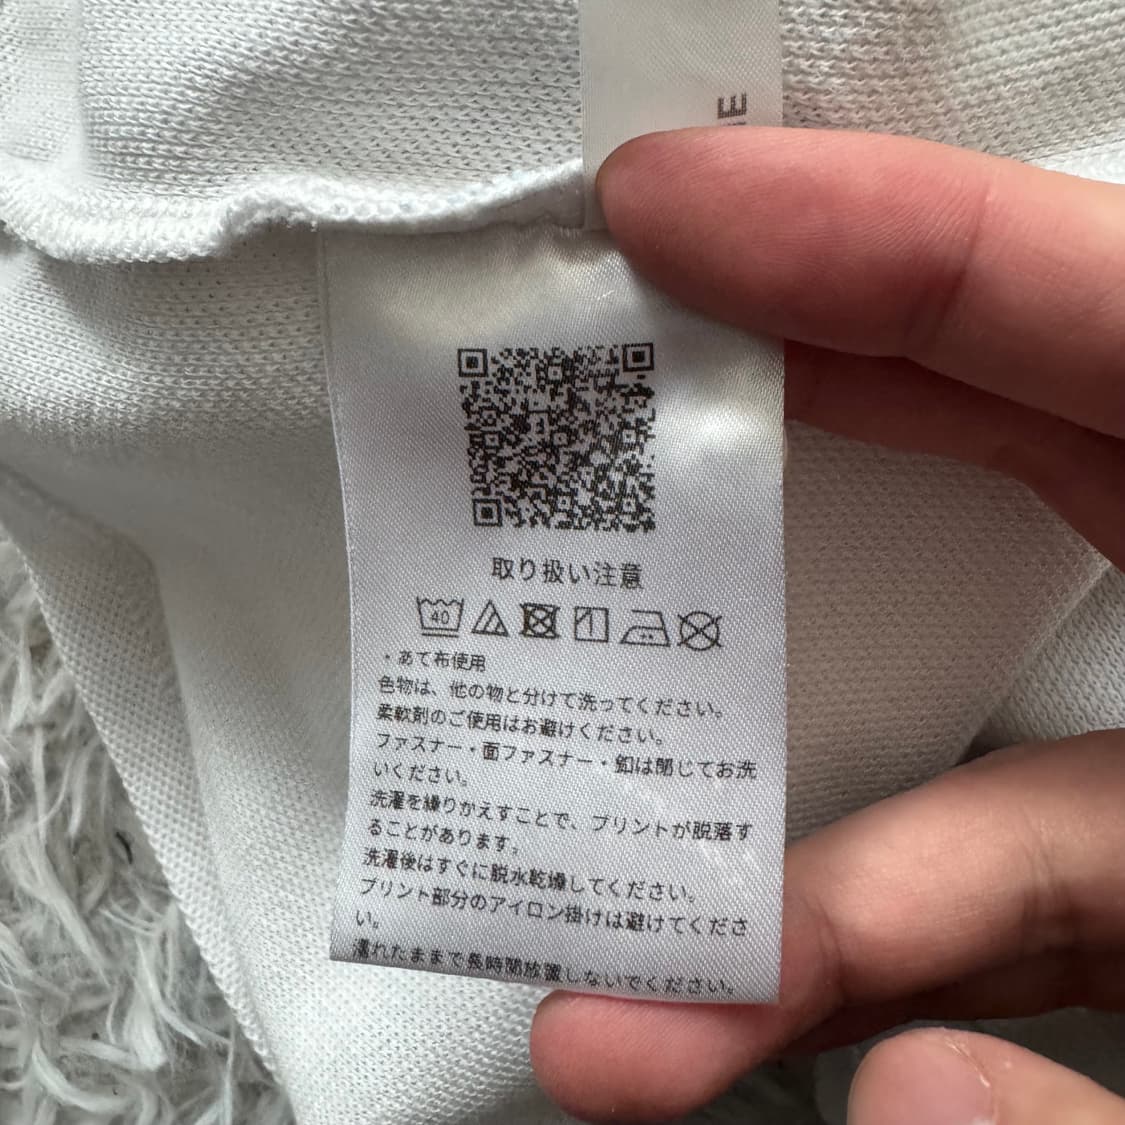 E
取り扱い注意
40
・あて布使用
色物は、他の物と分けて洗ってください。
柔軟剤のご使用はお避けください。
ファスナー・面ファスナー・釦は閉じてお洗
いください。
洗濯を繰りかえすことで、プリントが脱落す
ることがあります。
洗濯後はすぐに脱水乾燥してください。
プリント部分のアイロン掛けは避けてくださ
い。
濡れたままで長時間放置しないでください。